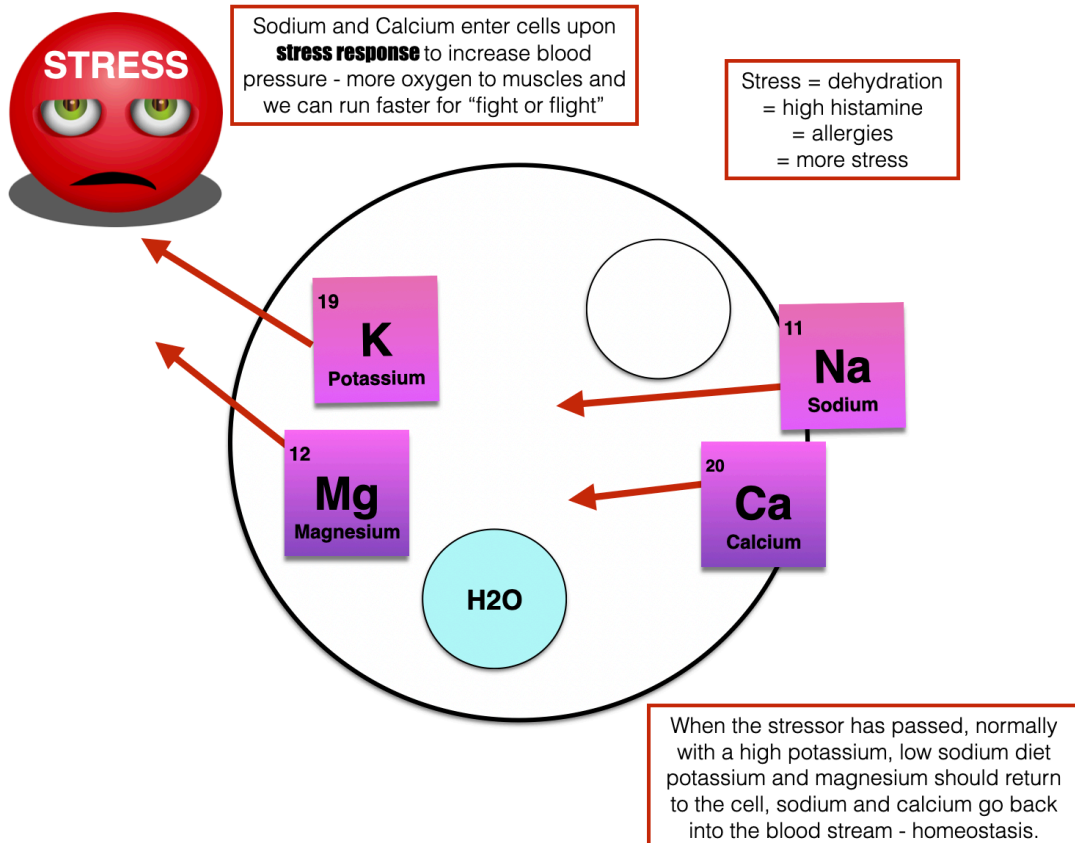 STRESS
Sodium and Calcium enter cells upon
stress response to increase blood
pressure - more oxygen to muscles and
we can run faster for “fight or flight”
Stress = dehydration
= high histamine
= allergies
= more stress
19
K
Potassium
11
Na
Sodium
12
Mg
Magnesium
20
Ca
Calcium
H2O
When the stressor has passed, normally
with a high potassium, low sodium diet
potassium and magnesium should return
to the cell, sodium and calcium go back
into the blood stream - homeostasis.